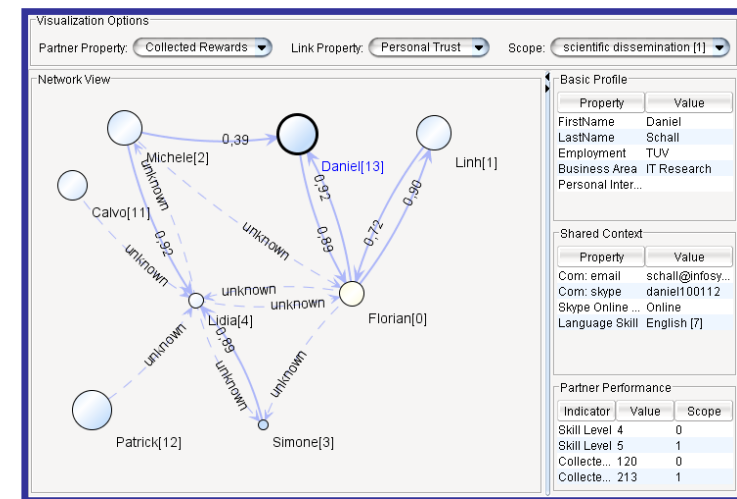 Visualization Options
Partner Property: Collected Rewards Link Property: Personal Trust Scope: scientific dissemination [1]
Network View
0,39
Michele[2]
Daniel[13]
Linh[1]
unknown
0,92
0,90
Calvo[11]
0,92
unknown
0,89
0,72
unknown
unknown
unknown
Lidia[4]
Florian[0]
unknown
0,89
unknown
unknown
Patrick[12]
Simone[3]
Basic Profile
Property Value
FirstName Daniel
LastName Schall
Employment TUV
Business Area IT Research
Personal Inter...
Shared Context
Property Value
Com: email schall@infosy...
Com: skype daniel100112
Skype Online ... Online
Language Skill English [7]
Partner Performance
Indicator Value Scope
Skill Level 4 0
Skill Level 5 1
Collecte... 120 0
Collecte... 213 1